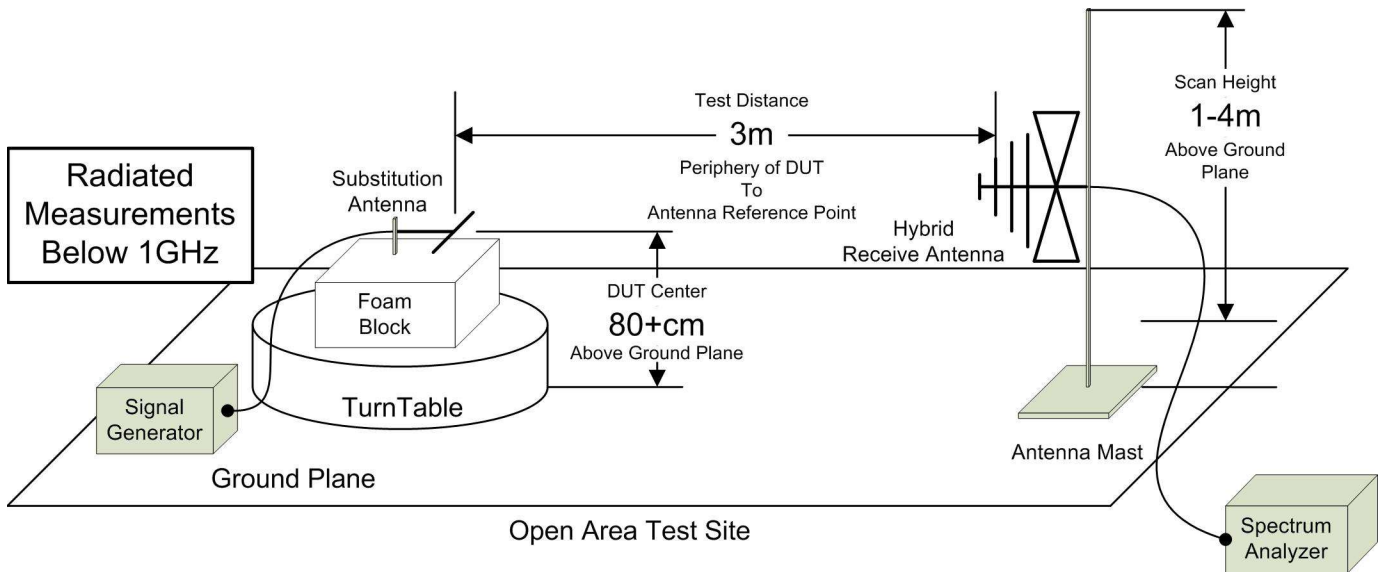 Radiated
Measurements
Below 1GHz
Substitution
Antenna
Test Distance
3m
Periphery of DUT
To
Antenna Reference Point
Scan Height
1-4m
Above Ground
Plane
Hybrid
Receive Antenna
Foam
Block
DUT Center
80+cm
Above Ground Plane
TurnTable
Signal
Generator
Ground Plane
Antenna Mast
Open Area Test Site
Spectrum
Analyzer